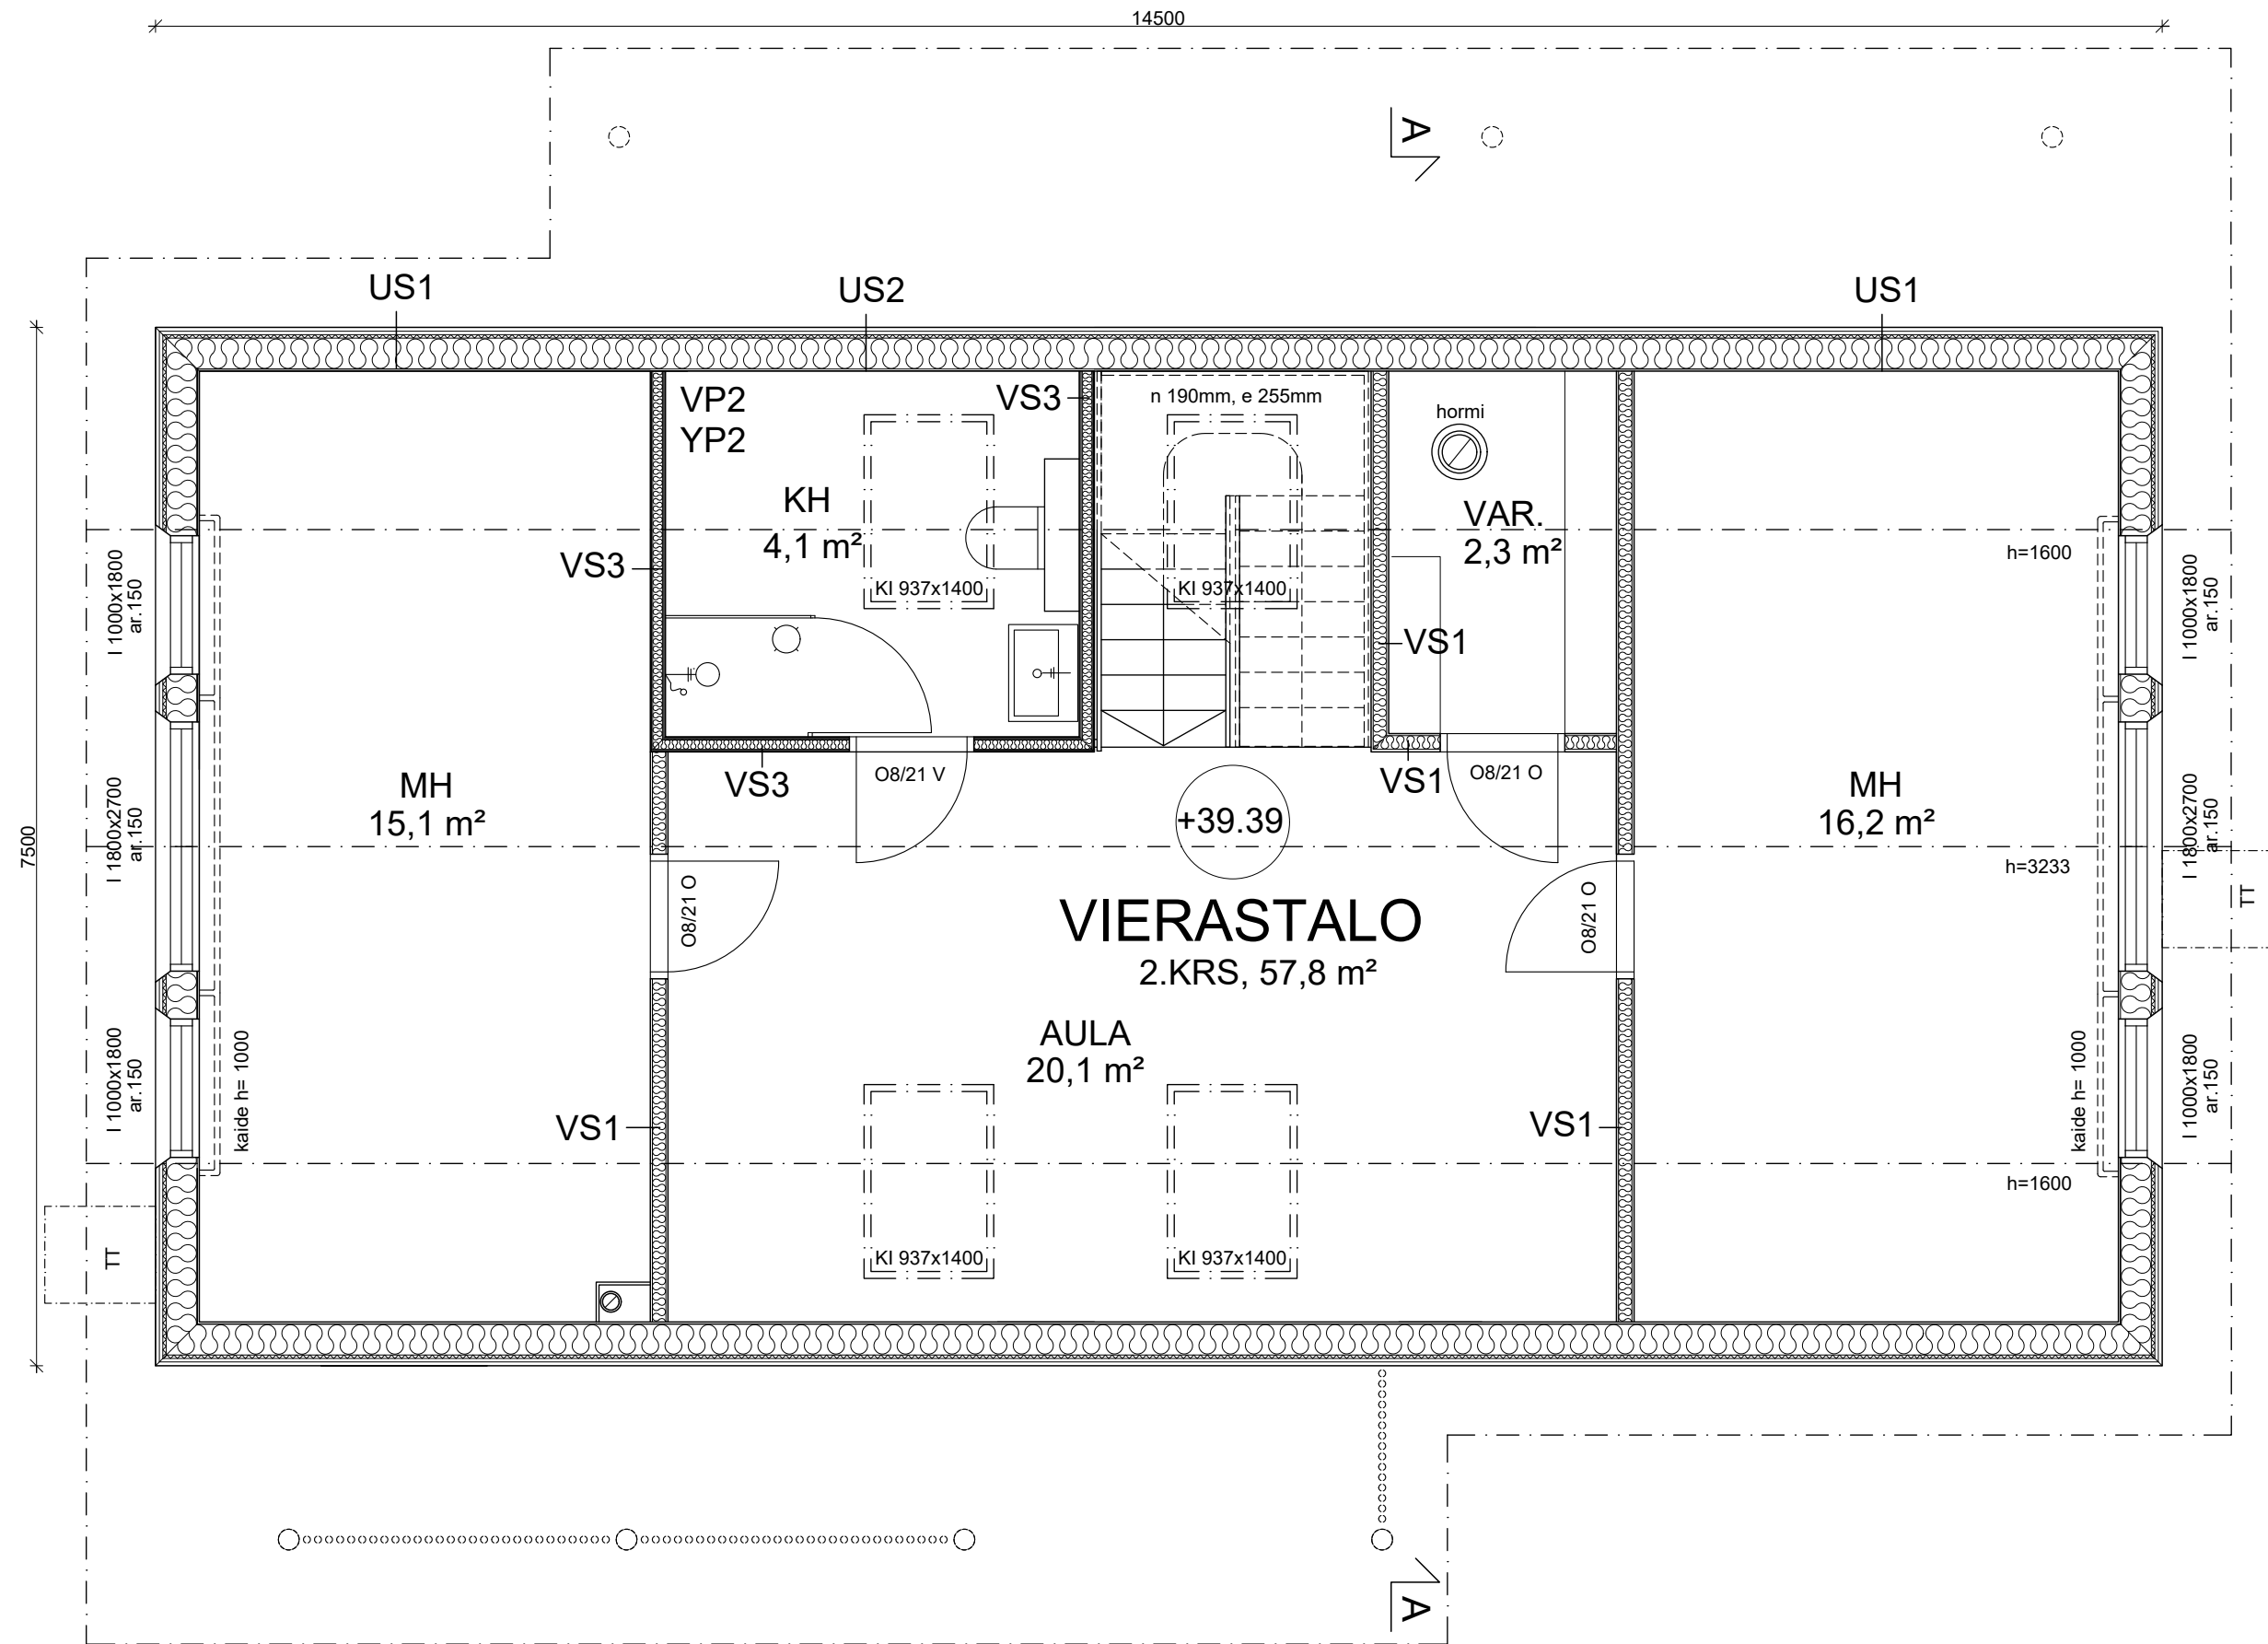 14500
A
US1
US2
US1
VP2
YP2
VS3
n 190mm, e 255mm
hormi
KH
4,1 m²
KI 937x1400
KI 937x1400
VAR.
2,3 m²
VS3
VS1
h=1600
I 1000x1800
ar.150
I 1000x1800
ar.150
VS3
O8/21 V
VS1
O8/21 O
MH
15,1 m²
+39.39
MH
16,2 m²
7500
I 1800x2700
ar.150
I 1800x2700
ar.150
h=3233
TT
O8/21 O
O8/21 O
VIERASTALO
2.KRS, 57,8 m²
AULA
20,1 m²
I 1000x1800
ar.150
kaide h= 1000
VS1
VS1
kaide h= 1000
I 1000x1800
ar.150
h=1600
TT
KI 937x1400
KI 937x1400
A